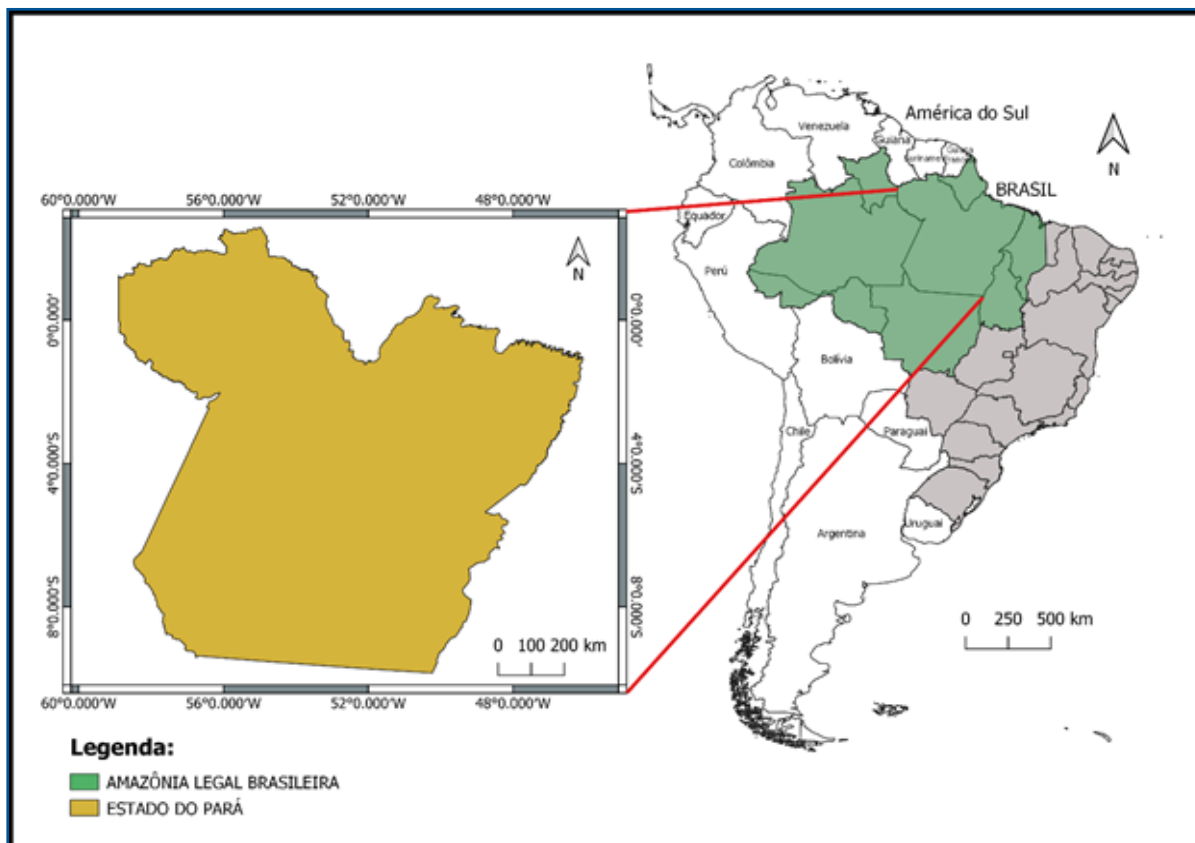 América do Sul
N
Venezuela
Guiana
Suriname
Guiana
Colômbia
BRASIL
Equador
Perú
Bolívia
Chile
Paraguai
Argentina
Uruguai
0 250 500 km
60°0.000'W 56°0.000'W 52°0.000'W 48°0.000'W
N
0°0.000' 0°0.000'
4°0.000'S 4°0.000'S
8°0.000'S 8°0.000'S
0 100 200 km
60°0.000'W 56°0.000'W 52°0.000'W 48°0.000'W
Legenda:
AMAZÔNIA LEGAL BRASILEIRA
ESTADO DO PARÁ